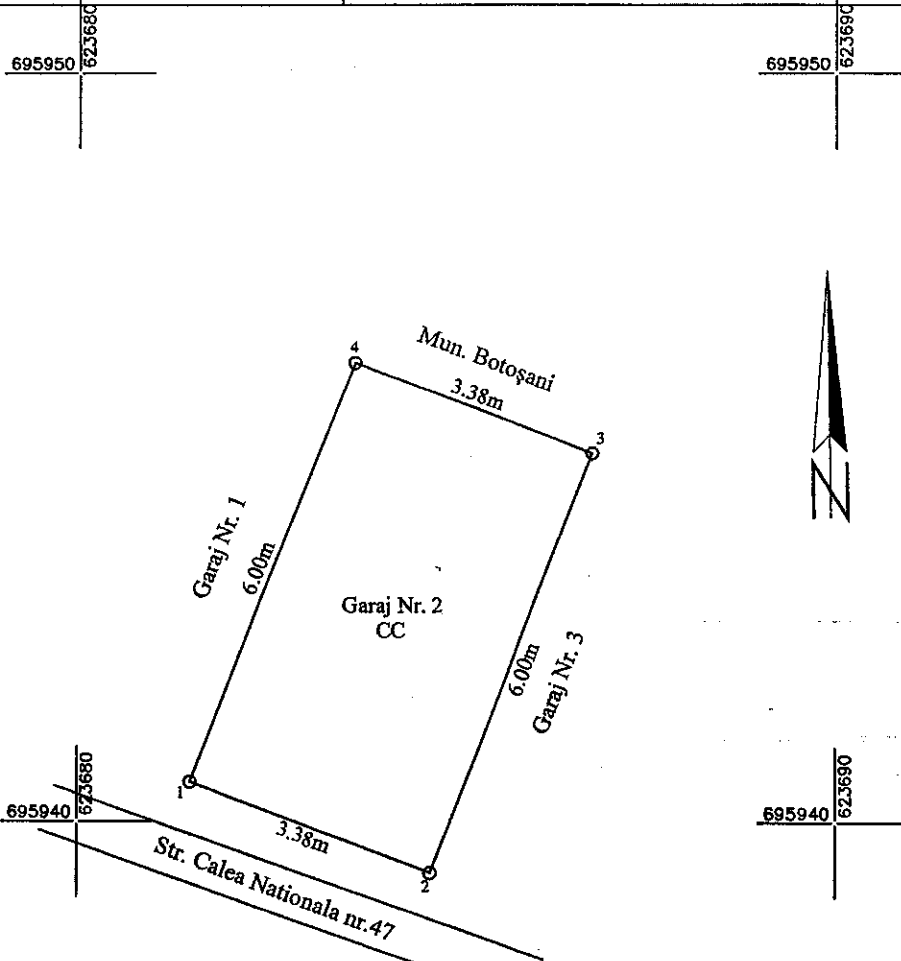 623680
623690
695950
695950
Mun. Botoşani
4
3.38m
3
Garaj Nr. 1
6.00m
N
Garaj Nr. 2
CC
6.00m
Garaj Nr. 3
623680
623690
1
695940
695940
3.38m
2
Str. Calea Nationala nr.47